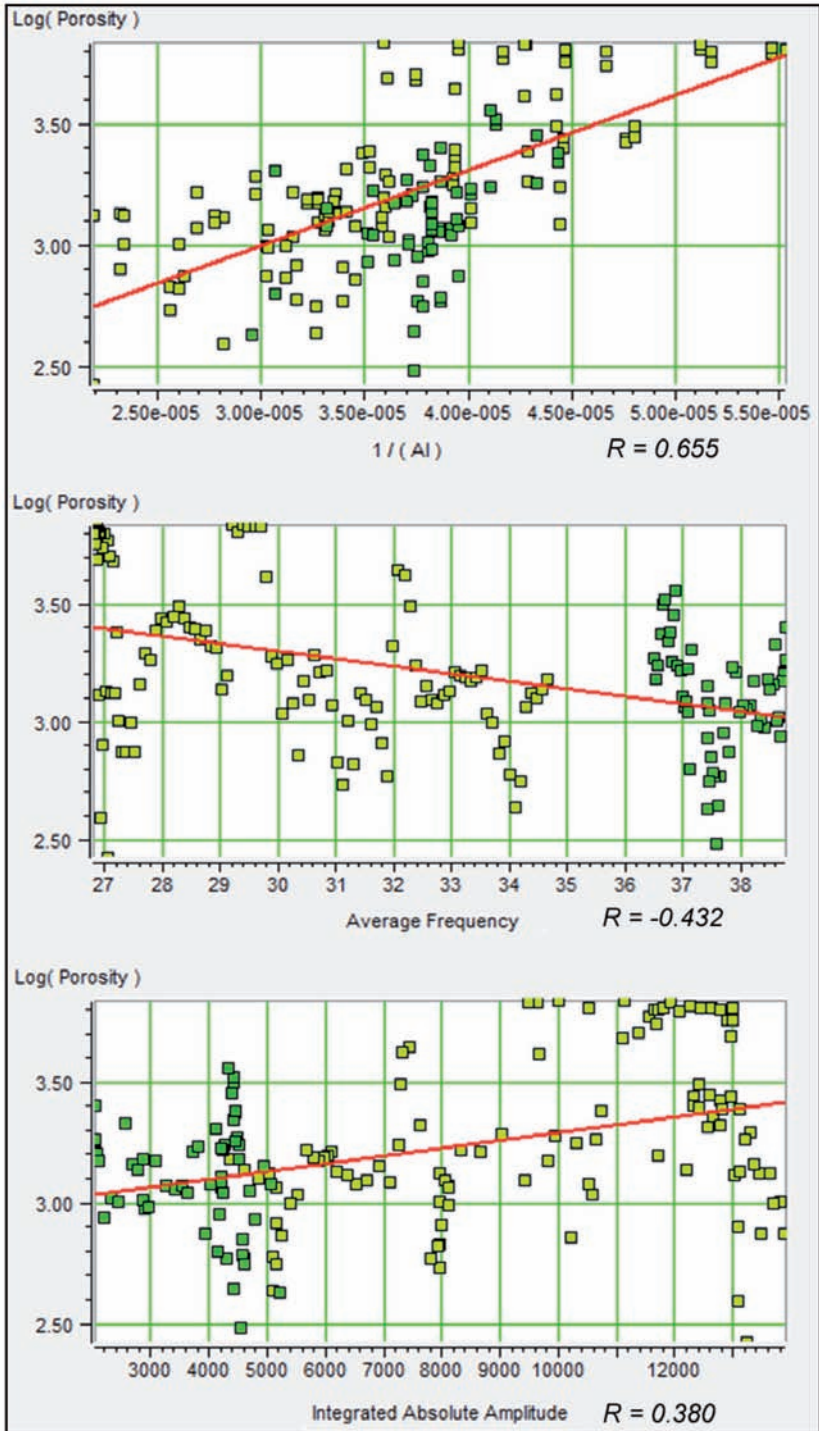 Log( Porosity )
3.50
3.00
2.50
2.50e-005 3.00e-005 3.50e-005 4.00e-005 4.50e-005 5.00e-005 5.50e-005
1 / ( AI ) R = 0.655
Log( Porosity )
3.50
3.00
2.50
27 28 29 30 31 32 33 34 35 36 37 38
Average Frequency R = -0.432
Log( Porosity )
3.50
3.00
2.50
3000 4000 5000 6000 7000 8000 9000 10000 12000
Integrated Absolute Amplitude R = 0.380